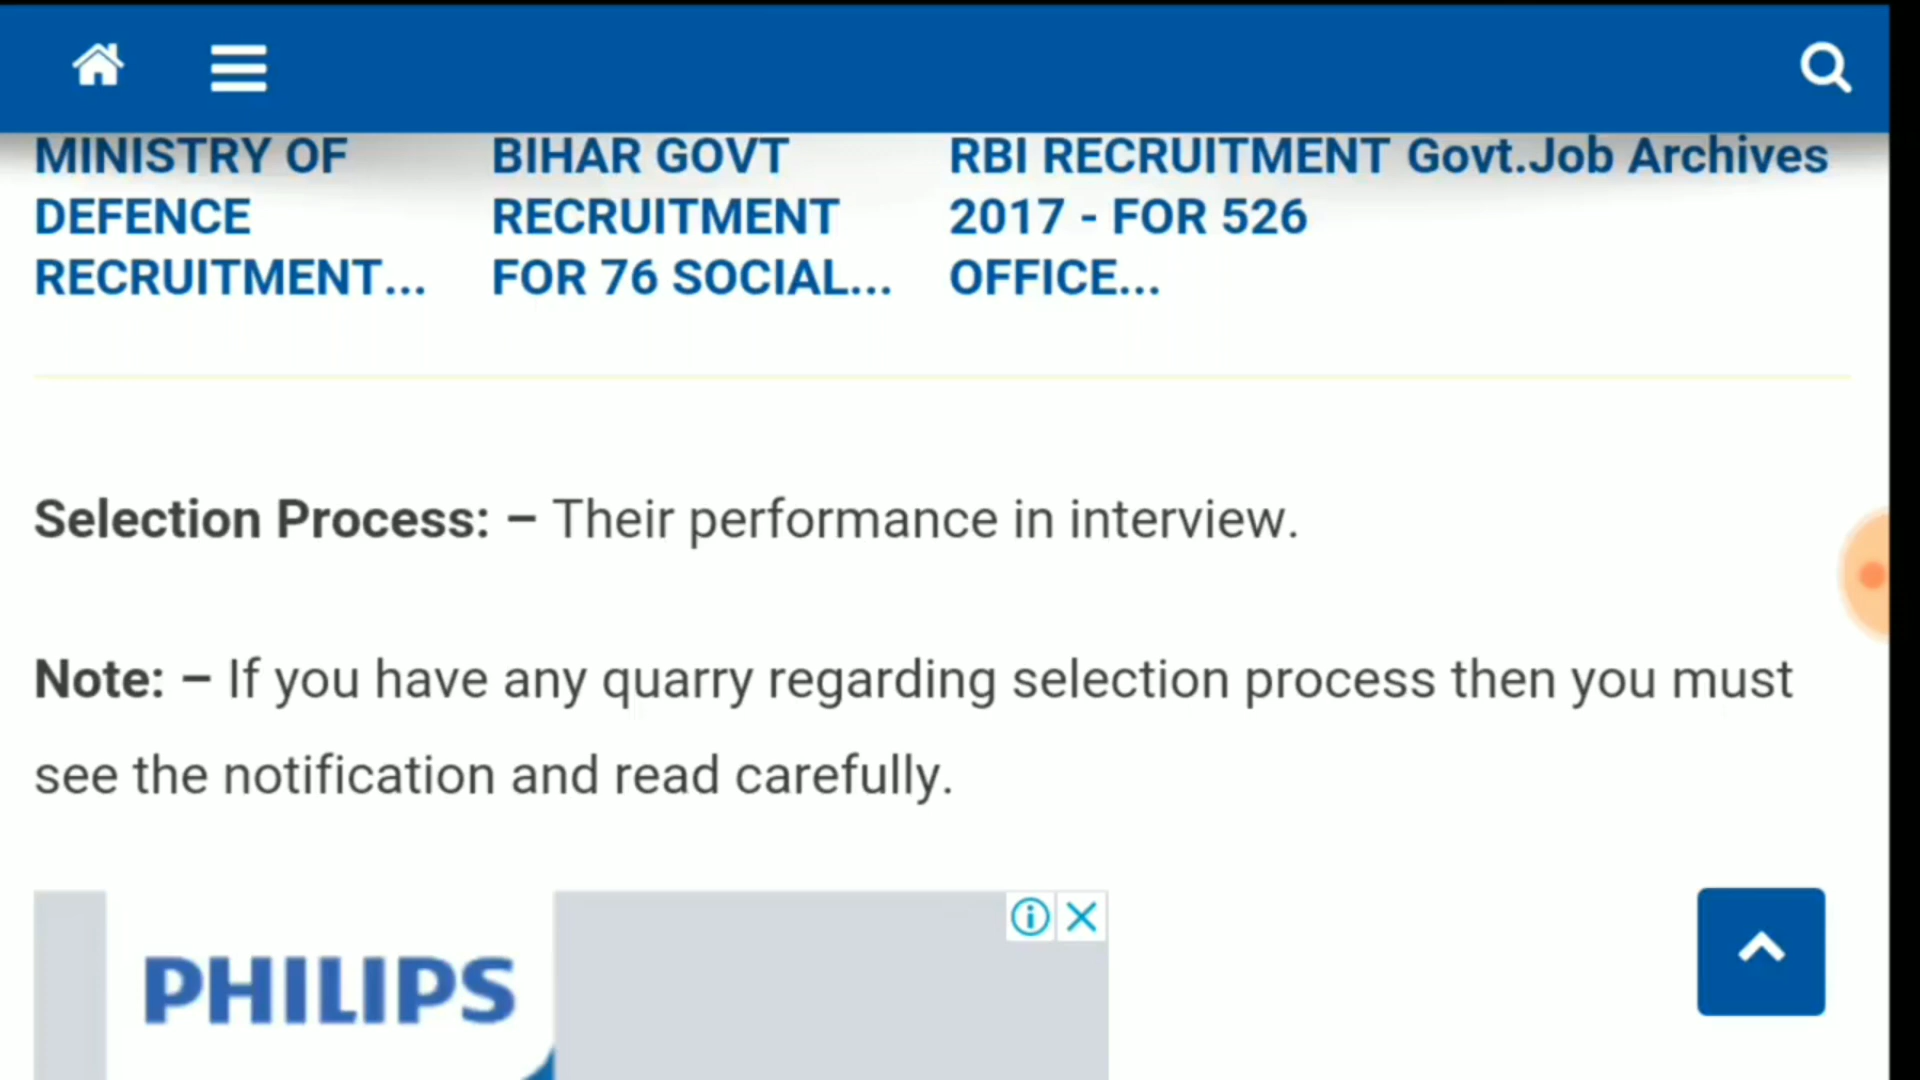 MINISTRY OF
DEFENCE
RECRUITMENT...
BIHAR GOVT
RECRUITMENT
FOR 76 SOCIAL...
RBI RECRUITMENT
2017 - FOR 526
OFFICE...
Govt.Job Archives
Selection Process: – Their performance in interview.
Note: – If you have any quarry regarding selection process then you must
see the notification and read carefully.
PHILIPS